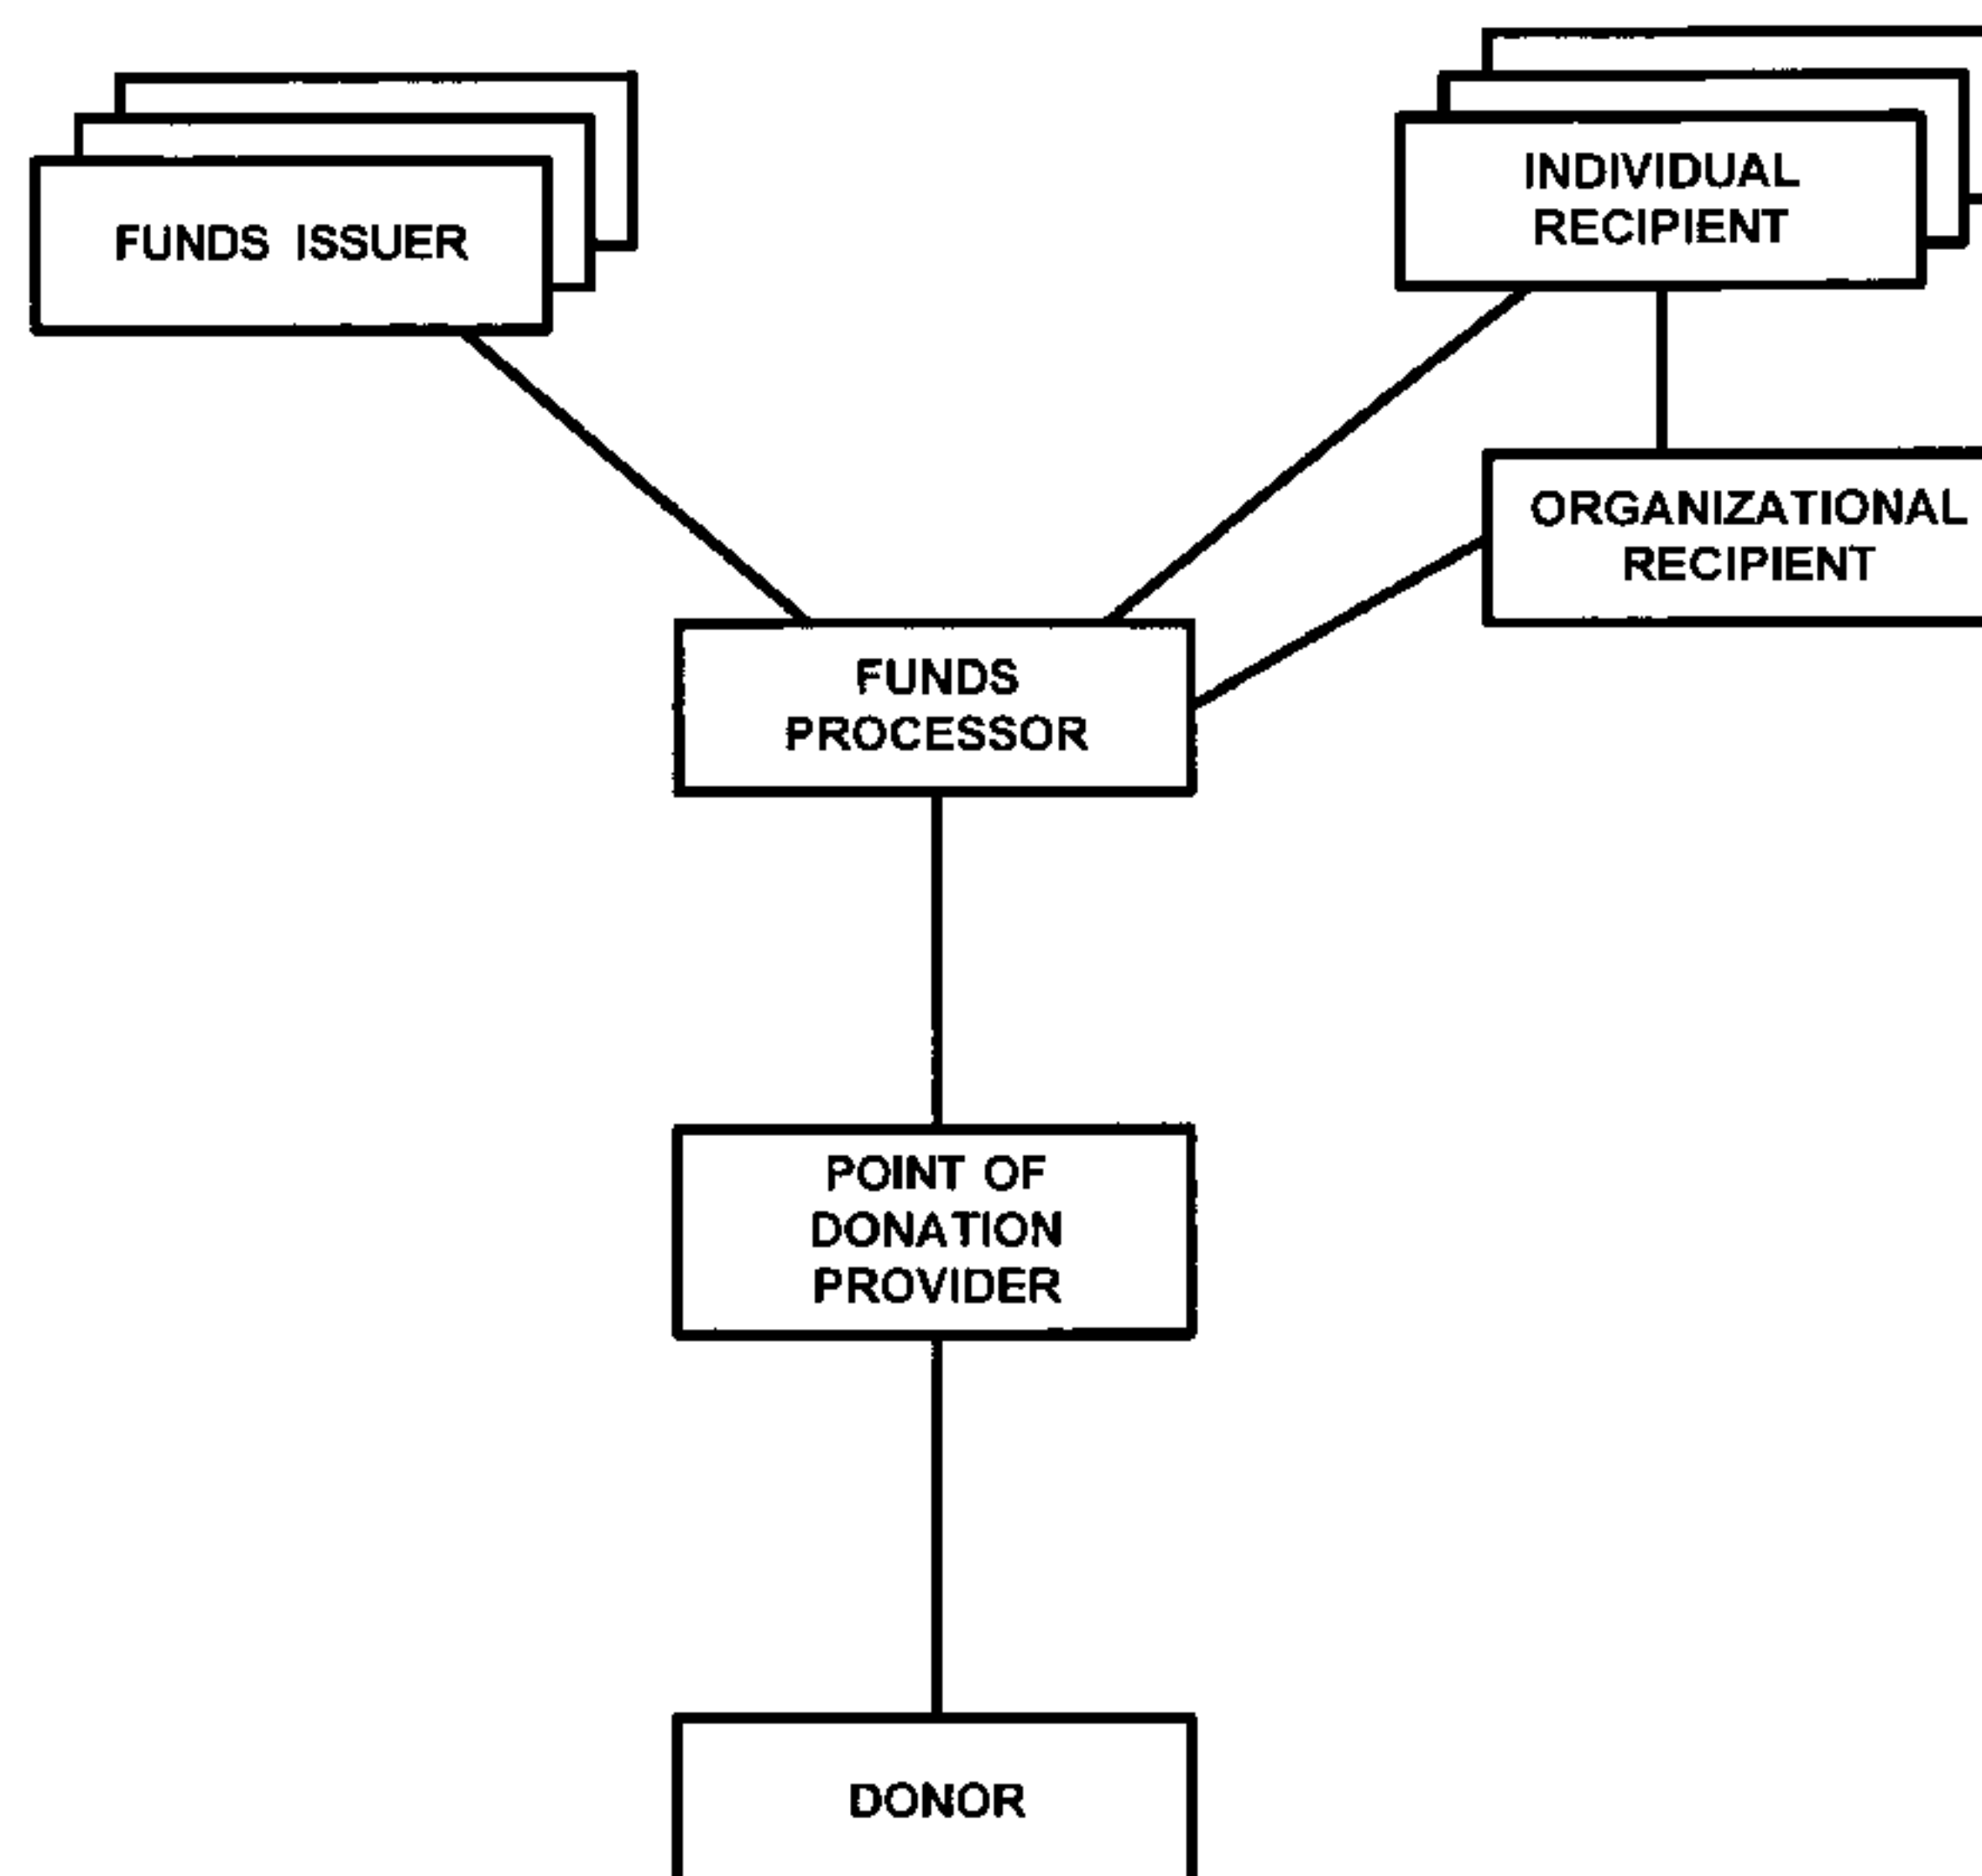 FUNDS ISSUER
INDIVIDUAL
RECIPIENT
ORGANIZATIONAL
RECIPIENT
FUNDS
PROCESSOR
POINT OF
DONATION
PROVIDER
DONOR